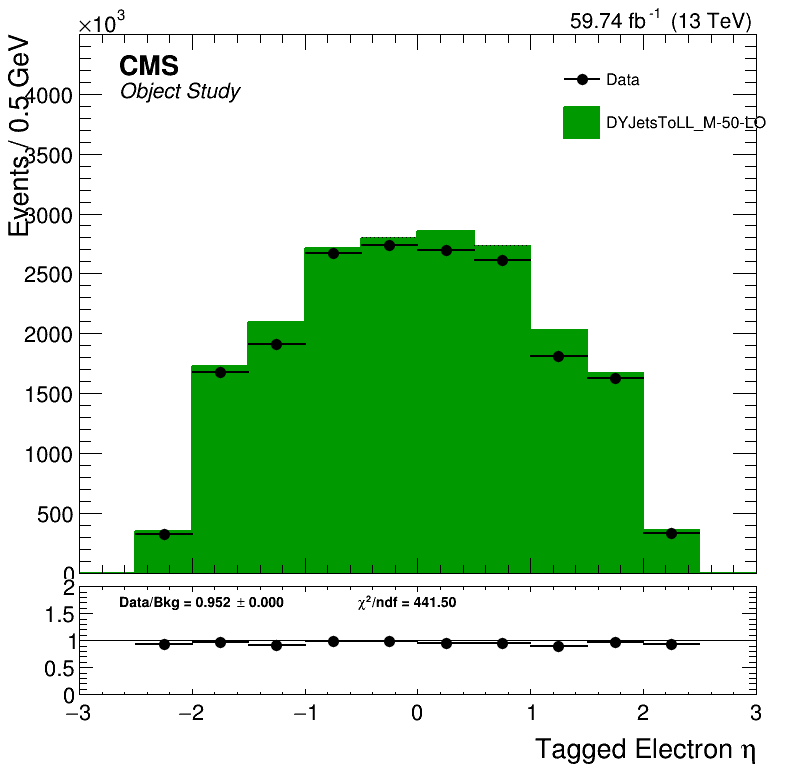 ×10³
59.74 fb⁻¹ (13 TeV)
Events / 0.5 GeV
CMS
Object Study
Data
DYJetsToLL_M-50-LO
4000
3500
3000
2500
2000
1500
1000
500
0
Data/Bkg = 0.952 ± 0.000
χ²/ndf = 441.50
2
1.5
1
0.5
0
−3 −2 −1 0 1 2 3
Tagged Electron η